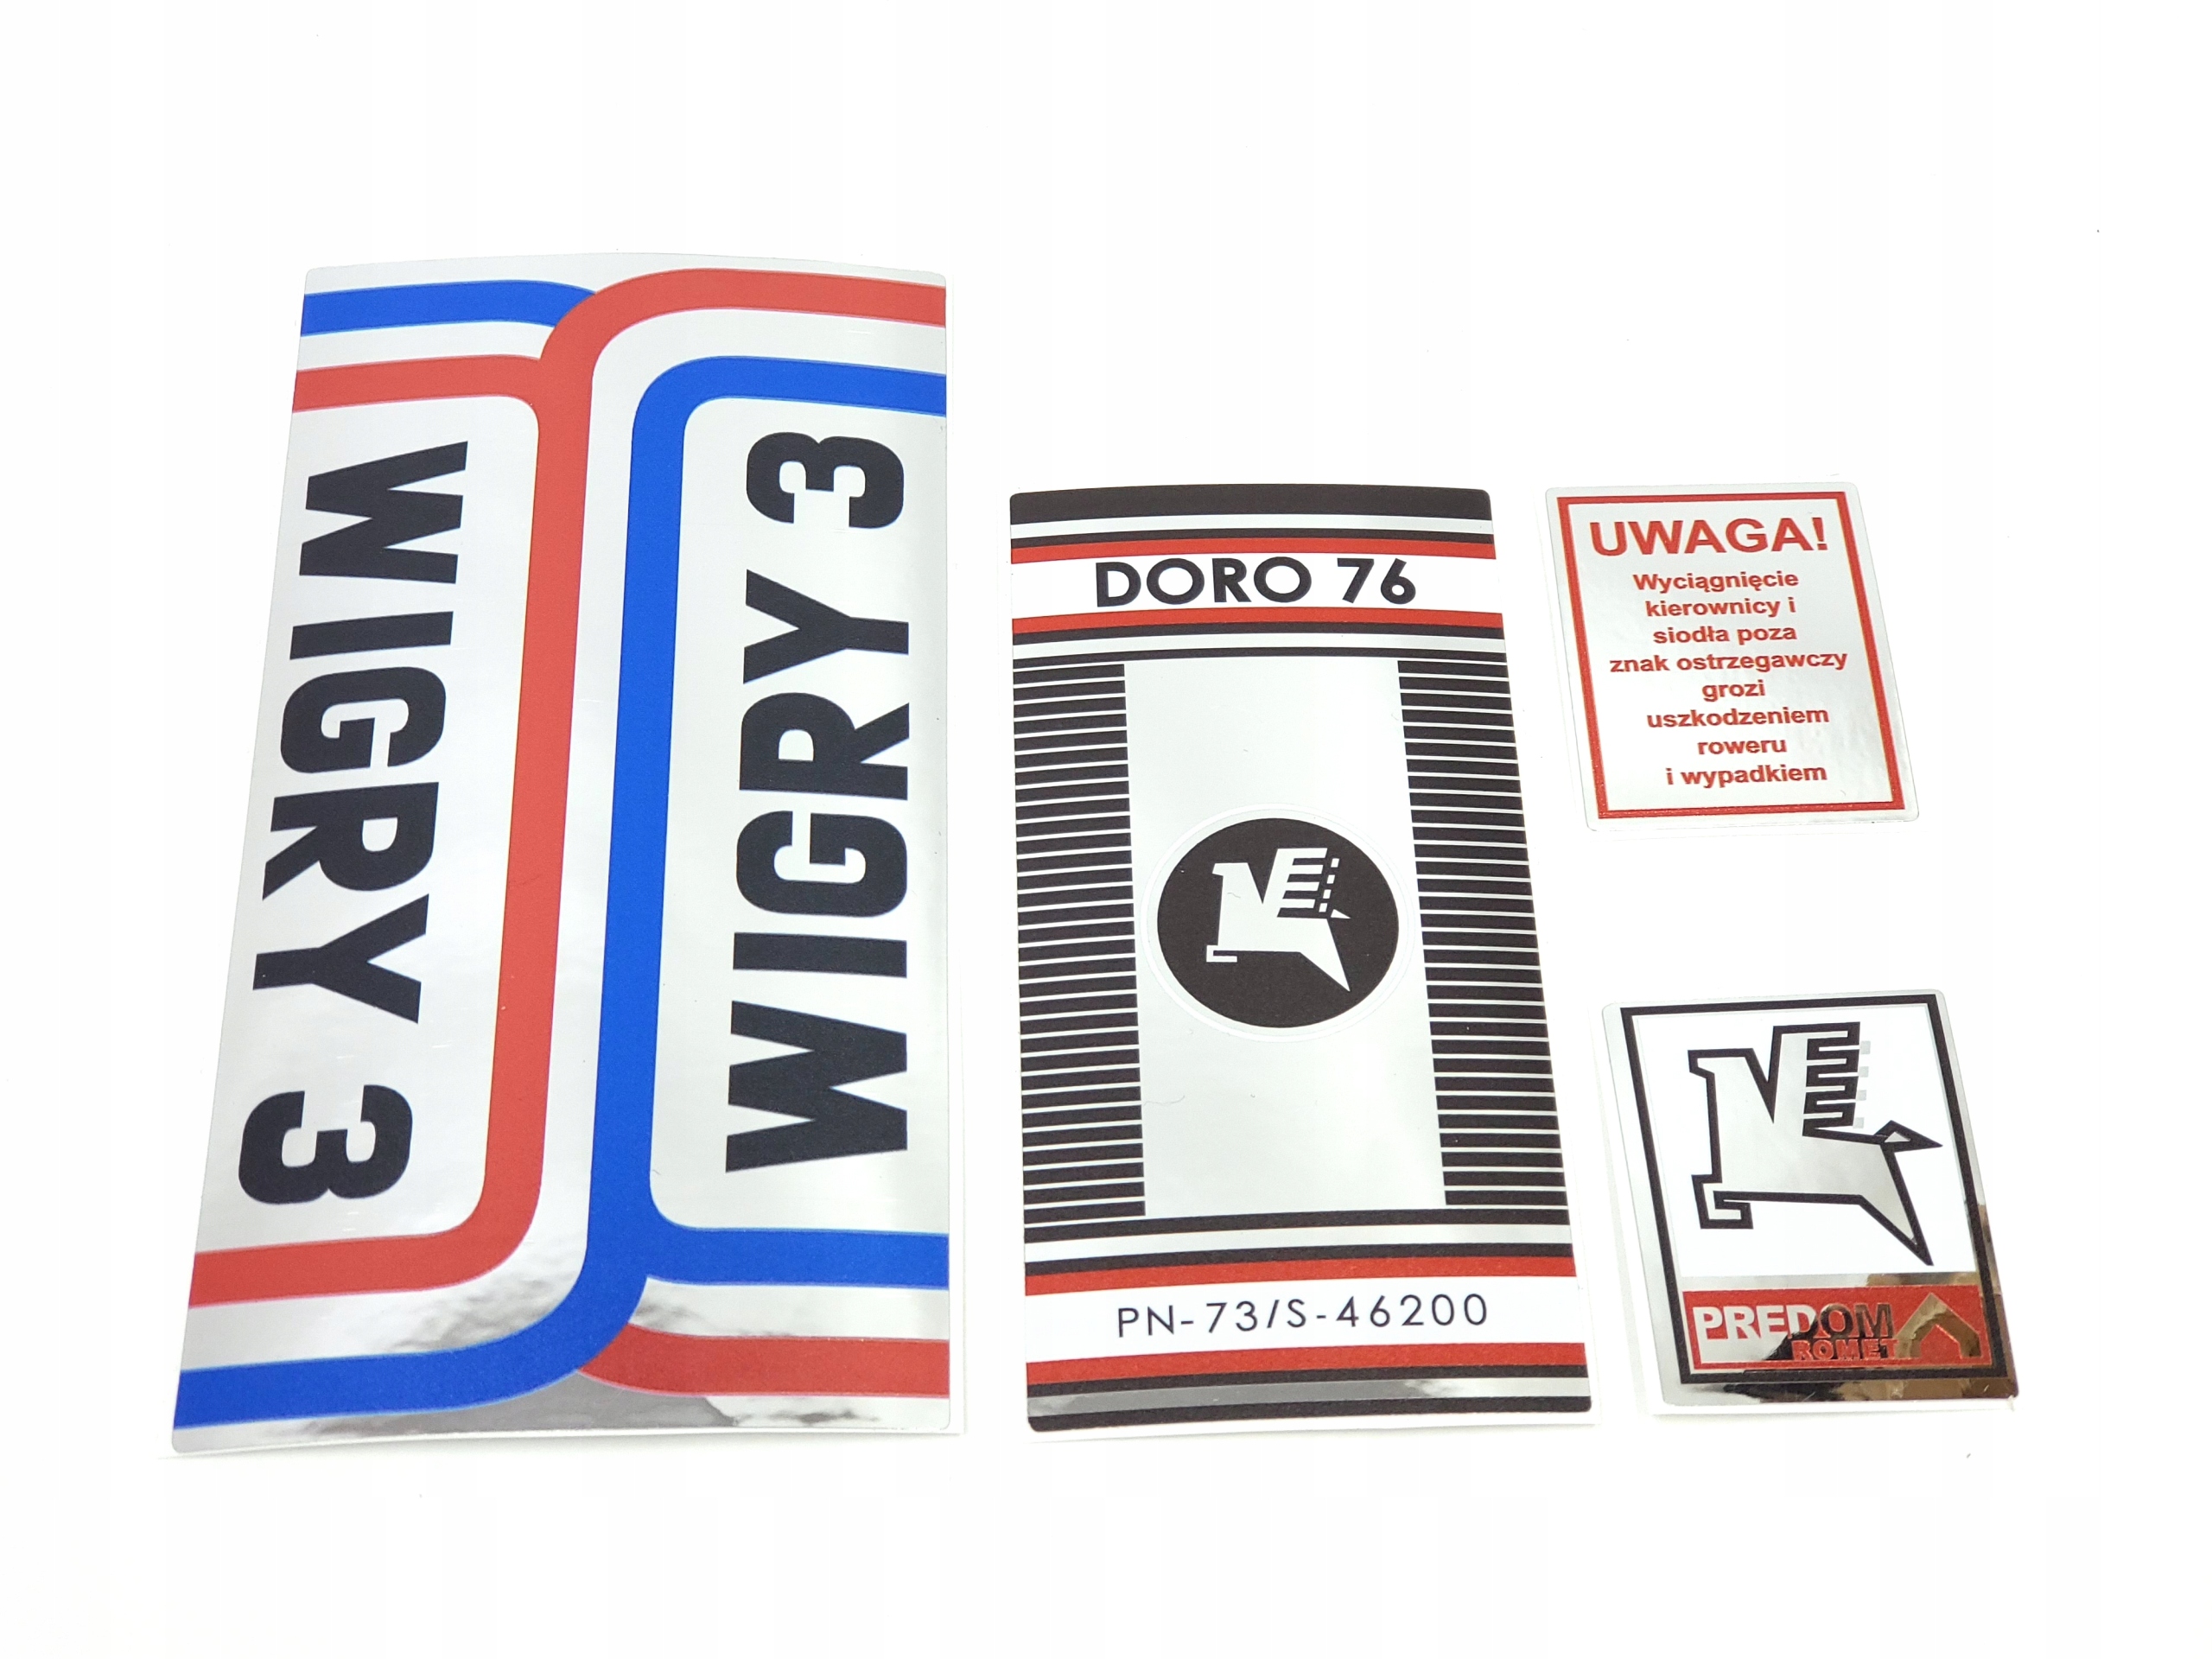 WIGRY 3
WIGRY 3
DORO 76
PN-73/S-46200
UWAGA!
Wyciągnięcie
kierownicy i
siodła poza
znak ostrzegawczy
grozi
uszkodzeniem
roweru
i wypadkiem
PREDOM
ROMET